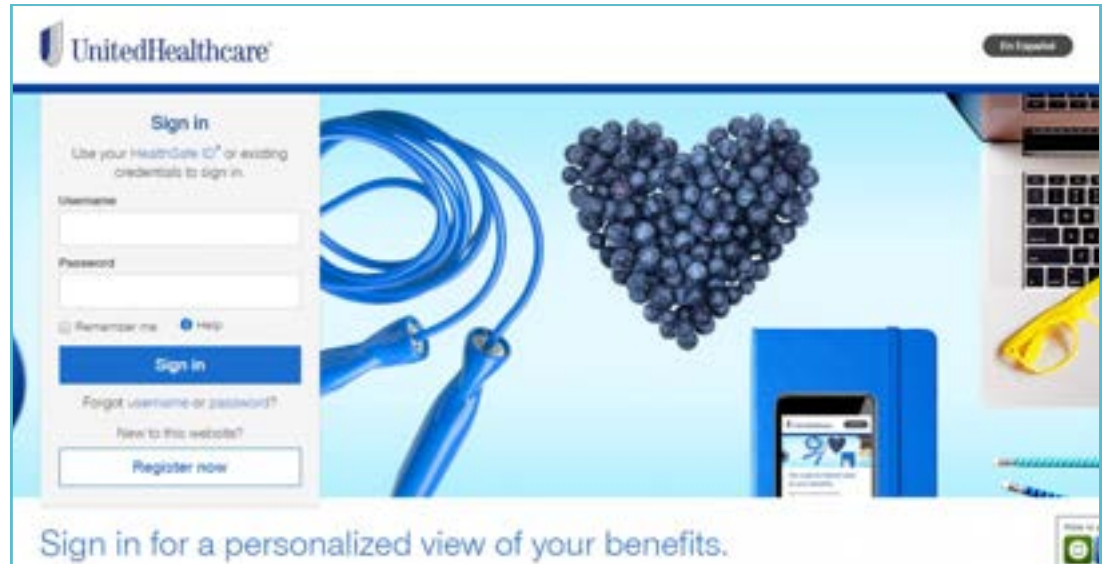 UnitedHealthcare
En Español
Sign in
Use your HealthSafe ID® or existing
credentials to sign in.
Username
Password
Remember me Help
Sign in
Forgot username or password?
New to this website?
Register now
Sign in for a personalized view of your benefits.